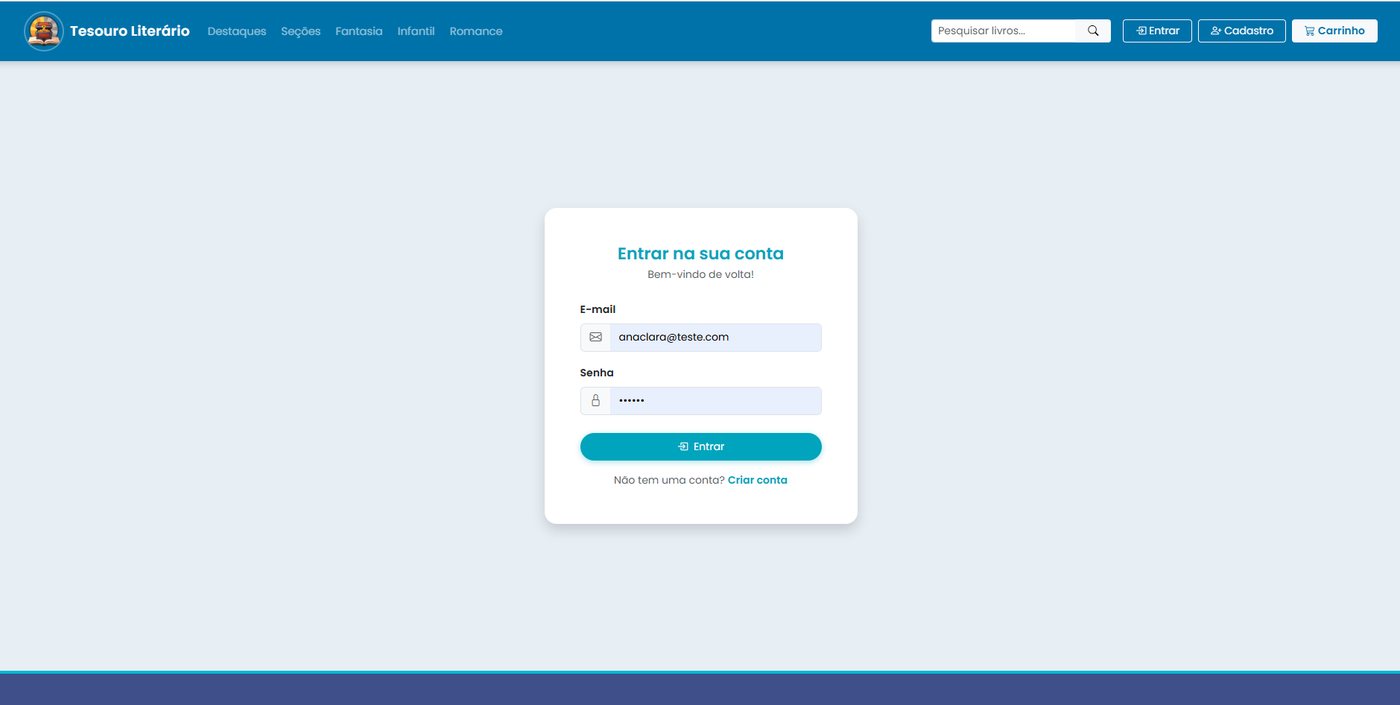 Tesouro Literário Destaques Seções Fantasia Infantil Romance Pesquisar livros... Entrar Cadastro Carrinho
Entrar na sua conta
Bem-vindo de volta!
E-mail
anaclara@teste.com
Senha
••••••
Entrar
Não tem uma conta? Criar conta